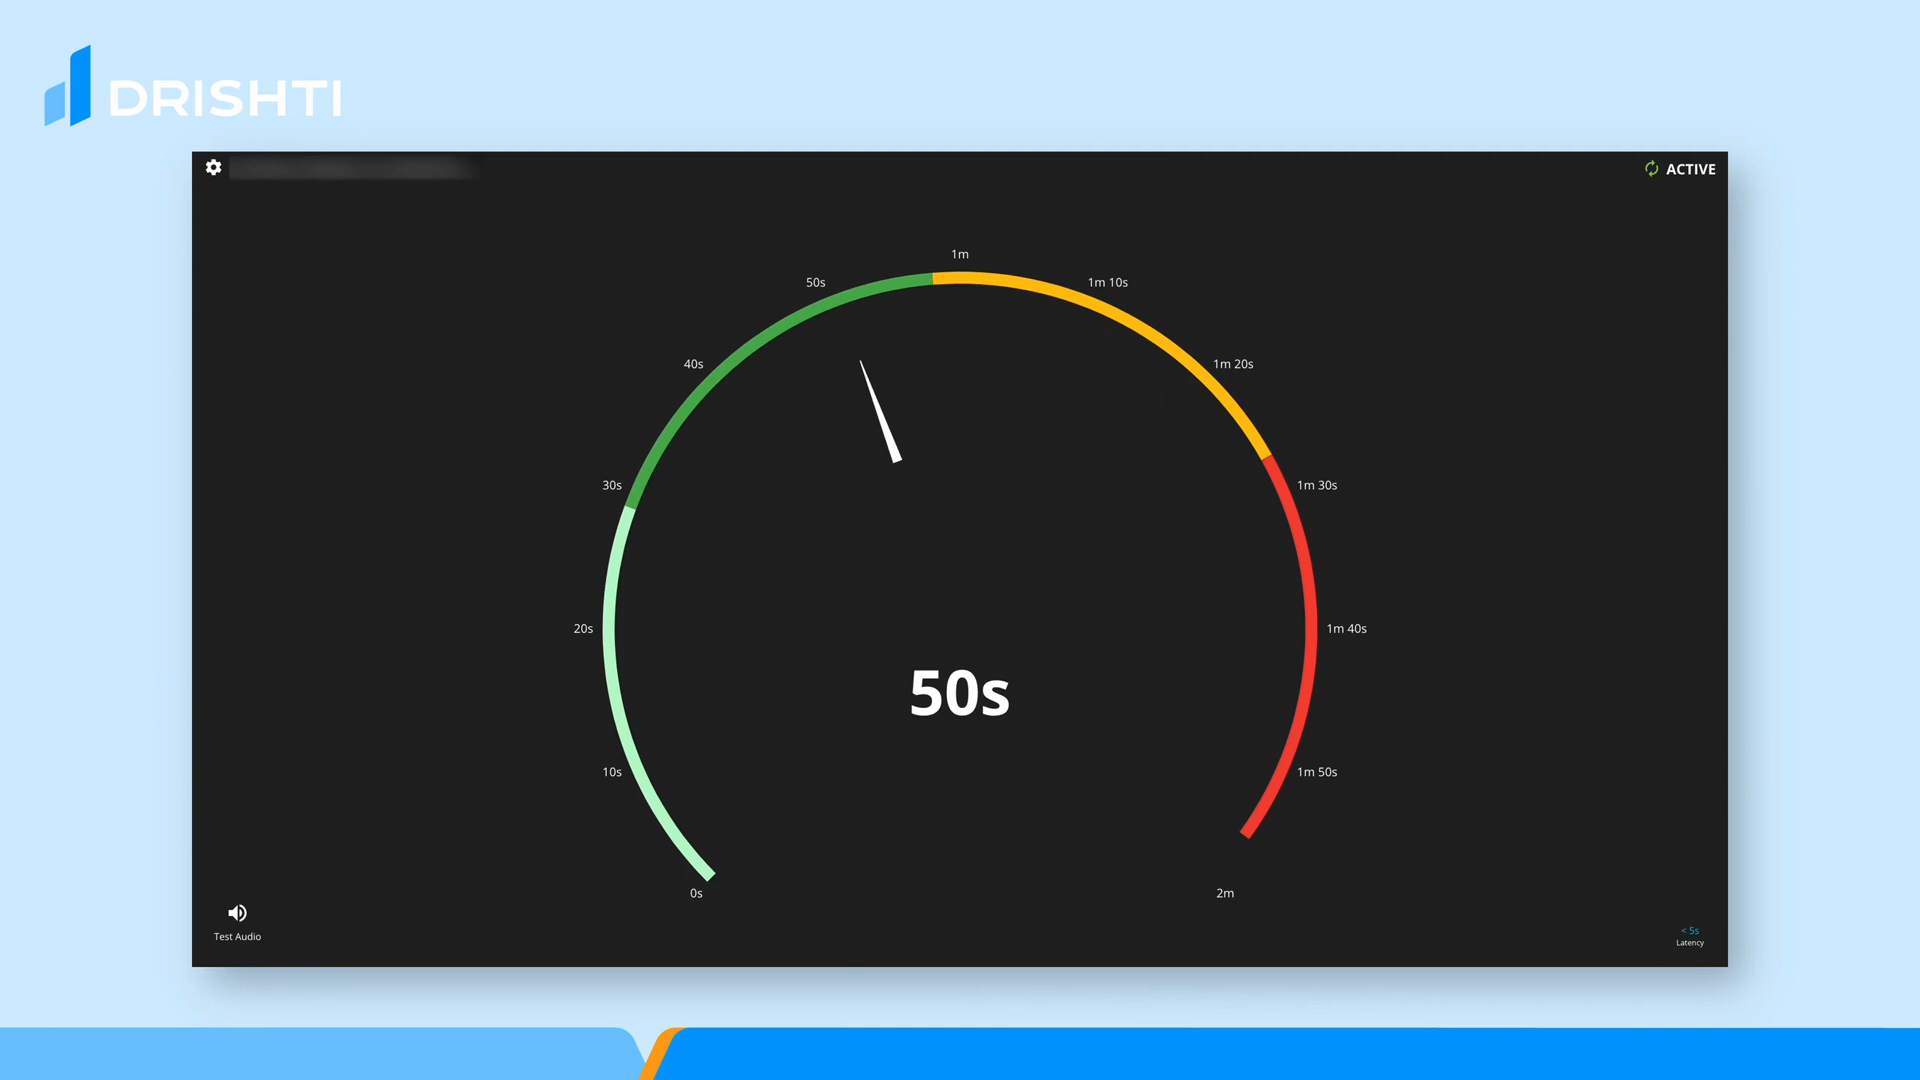 DRISHTI
ACTIVE
1m
50s
1m 10s
40s
1m 20s
30s
1m 30s
20s
1m 40s
50s
10s
1m 50s
0s
2m
Test Audio
< 5s
Latency